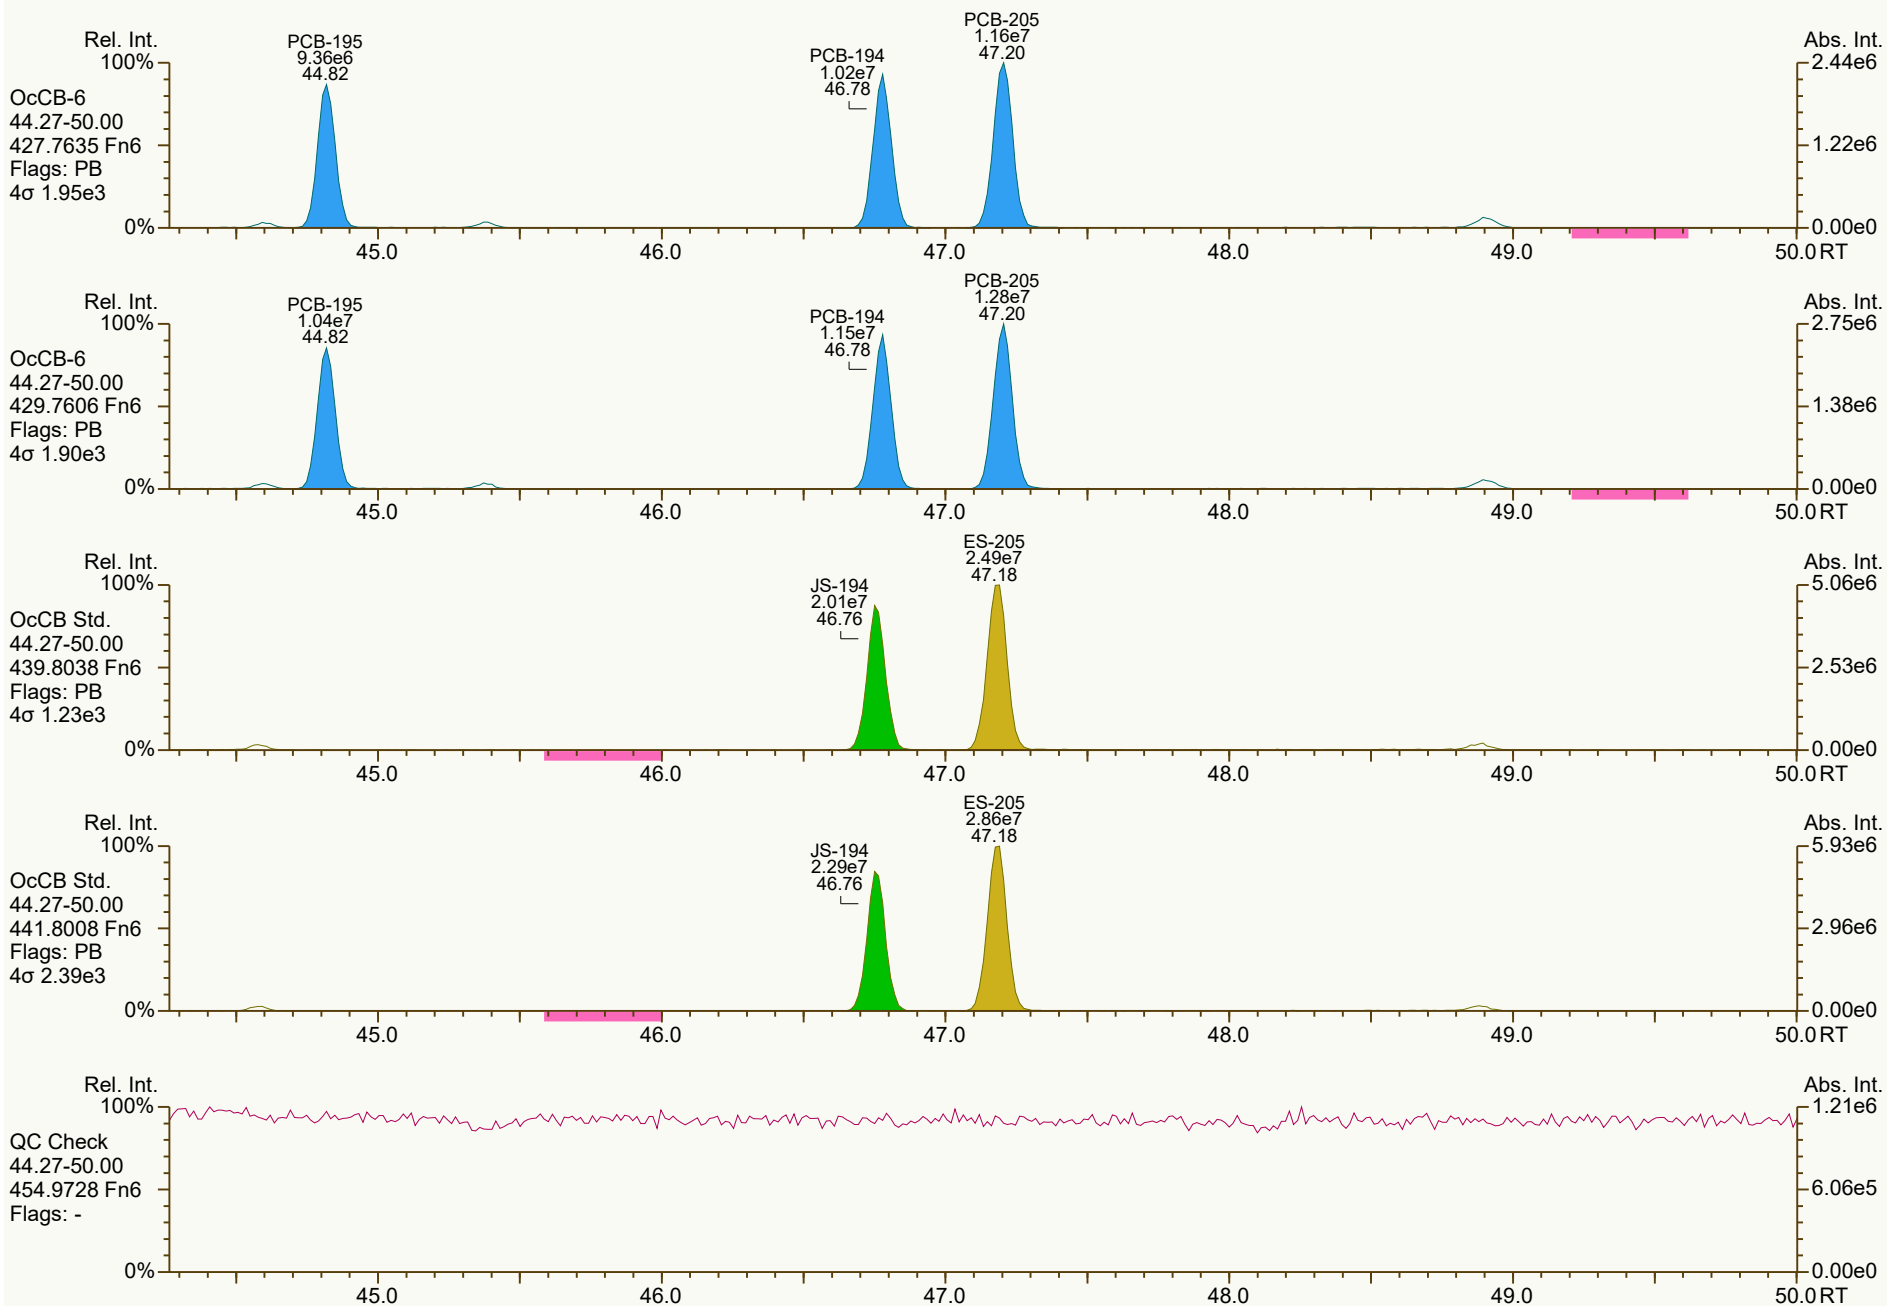 PCB-205
1.16e7
47.20
Rel. Int.
PCB-195
9.36e6
44.82
PCB-194
1.02e7
46.78
Abs. Int.
100%
2.44e6
OcCB-6
44.27-50.00
427.7635 Fn6
Flags: PB
4σ 1.95e3
1.22e6
0%
0.00e0
45.0 46.0 47.0 48.0 49.0 50.0 RT
PCB-205
1.28e7
47.20
Rel. Int.
PCB-195
1.04e7
44.82
PCB-194
1.15e7
46.78
Abs. Int.
100%
2.75e6
OcCB-6
44.27-50.00
429.7606 Fn6
Flags: PB
4σ 1.90e3
1.38e6
0%
0.00e0
45.0 46.0 47.0 48.0 49.0 50.0 RT
ES-205
2.49e7
47.18
Rel. Int.
JS-194
2.01e7
46.76
Abs. Int.
100%
5.06e6
OcCB Std.
44.27-50.00
439.8038 Fn6
Flags: PB
4σ 1.23e3
2.53e6
0%
0.00e0
45.0 46.0 47.0 48.0 49.0 50.0 RT
ES-205
2.86e7
47.18
Rel. Int.
JS-194
2.29e7
46.76
Abs. Int.
100%
5.93e6
OcCB Std.
44.27-50.00
441.8008 Fn6
Flags: PB
4σ 2.39e3
2.96e6
0%
0.00e0
45.0 46.0 47.0 48.0 49.0 50.0 RT
Rel. Int.
Abs. Int.
100%
1.21e6
QC Check
44.27-50.00
454.9728 Fn6
Flags: -
6.06e5
0%
0.00e0
45.0 46.0 47.0 48.0 49.0 50.0 RT